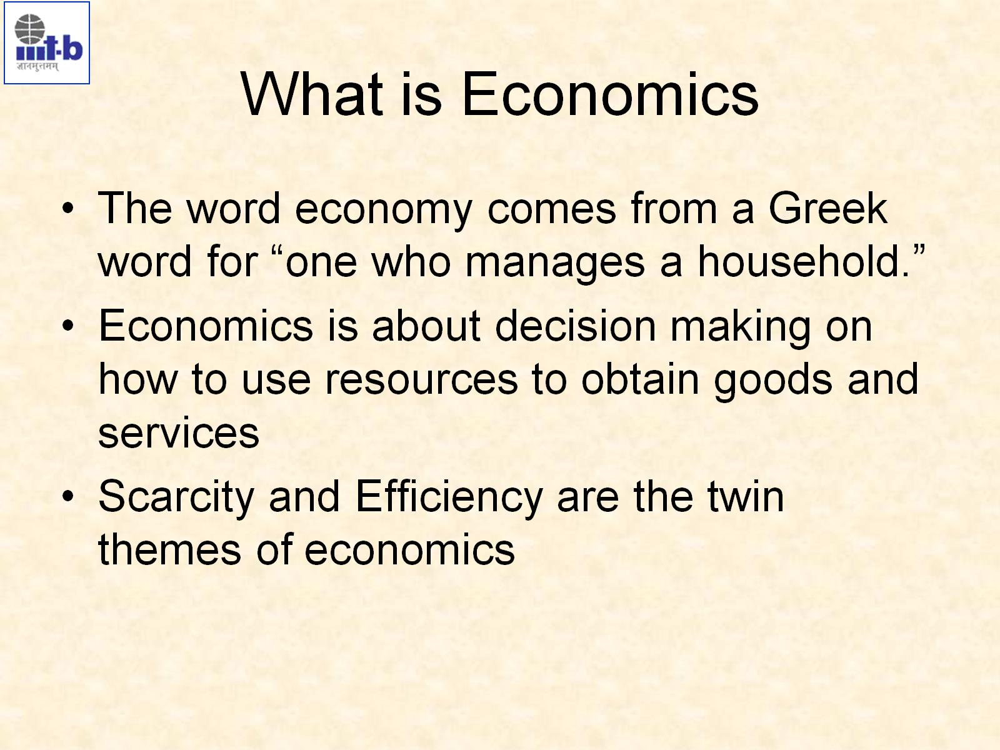 iiit-b
ज्ञानमुत्तमम्
What is Economics
• The word economy comes from a Greek
word for “one who manages a household.”
• Economics is about decision making on
how to use resources to obtain goods and
services
• Scarcity and Efficiency are the twin
themes of economics